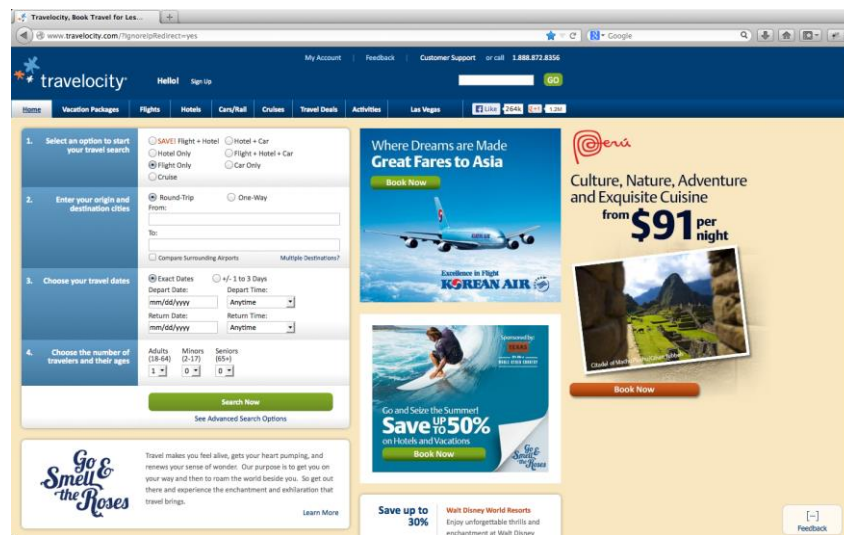 Travelocity, Book Travel for Les...
www.travelocity.com/?ignoreIpRedirect=yes
Google
My Account | Feedback | Customer Support or call 1.888.872.8356
travelocity
Hello! Sign Up
GO
Home Vacation Packages Flights Hotels Cars/Rail Cruises Travel Deals Activities Las Vegas Like 264k +1 1.2M
1. Select an option to start
your travel search
SAVE! Flight + Hotel Hotel + Car
Hotel Only Flight + Hotel + Car
Flight Only Car Only
Cruise
2. Enter your origin and
destination cities
Round-Trip One-Way
From:
To:
Compare Surrounding Airports Multiple Destinations?
3. Choose your travel dates
Exact Dates +/- 1 to 3 Days
Depart Date: Depart Time:
mm/dd/yyyy Anytime
Return Date: Return Time:
mm/dd/yyyy Anytime
4. Choose the number of
travelers and their ages
Adults Minors Seniors
(18-64) (2-17) (65+)
1 0 0
Search Now
See Advanced Search Options
Go &
Smell
the Roses
Travel makes you feel alive, gets your heart pumping, and
renews your sense of wonder. Our purpose is to get you on
your way and then to roam the world beside you. So get out
there and experience the enchantment and exhilaration that
travel brings.
Learn More
Where Dreams are Made
Great Fares to Asia
Book Now
Excellence in Flight
KOREAN AIR
Sponsored by:
TEXAS
Go and Seize the Summer!
Save UP TO 50%
on Hotels and Vacations
Book Now
Go &
Smell
the Roses
Save up to
30%
Walt Disney World Resorts
Enjoy unforgettable thrills and
enchantment at Walt Disney
Perú
Culture, Nature, Adventure
and Exquisite Cuisine
from $91 per
night
Book Now
[-]
Feedback